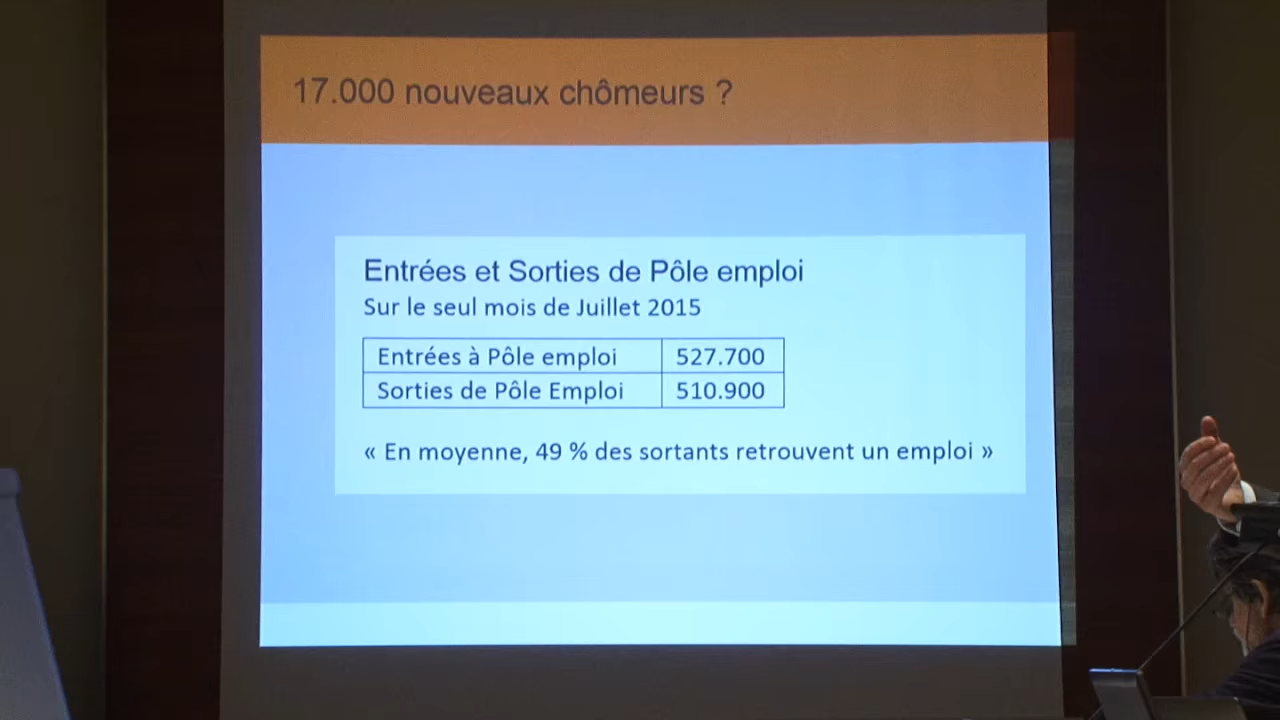 17.000 nouveaux chômeurs ?
Entrées et Sorties de Pôle emploi
Sur le seul mois de Juillet 2015
Entrées à Pôle emploi 527.700
Sorties de Pôle Emploi 510.900
« En moyenne, 49 % des sortants retrouvent un emploi »